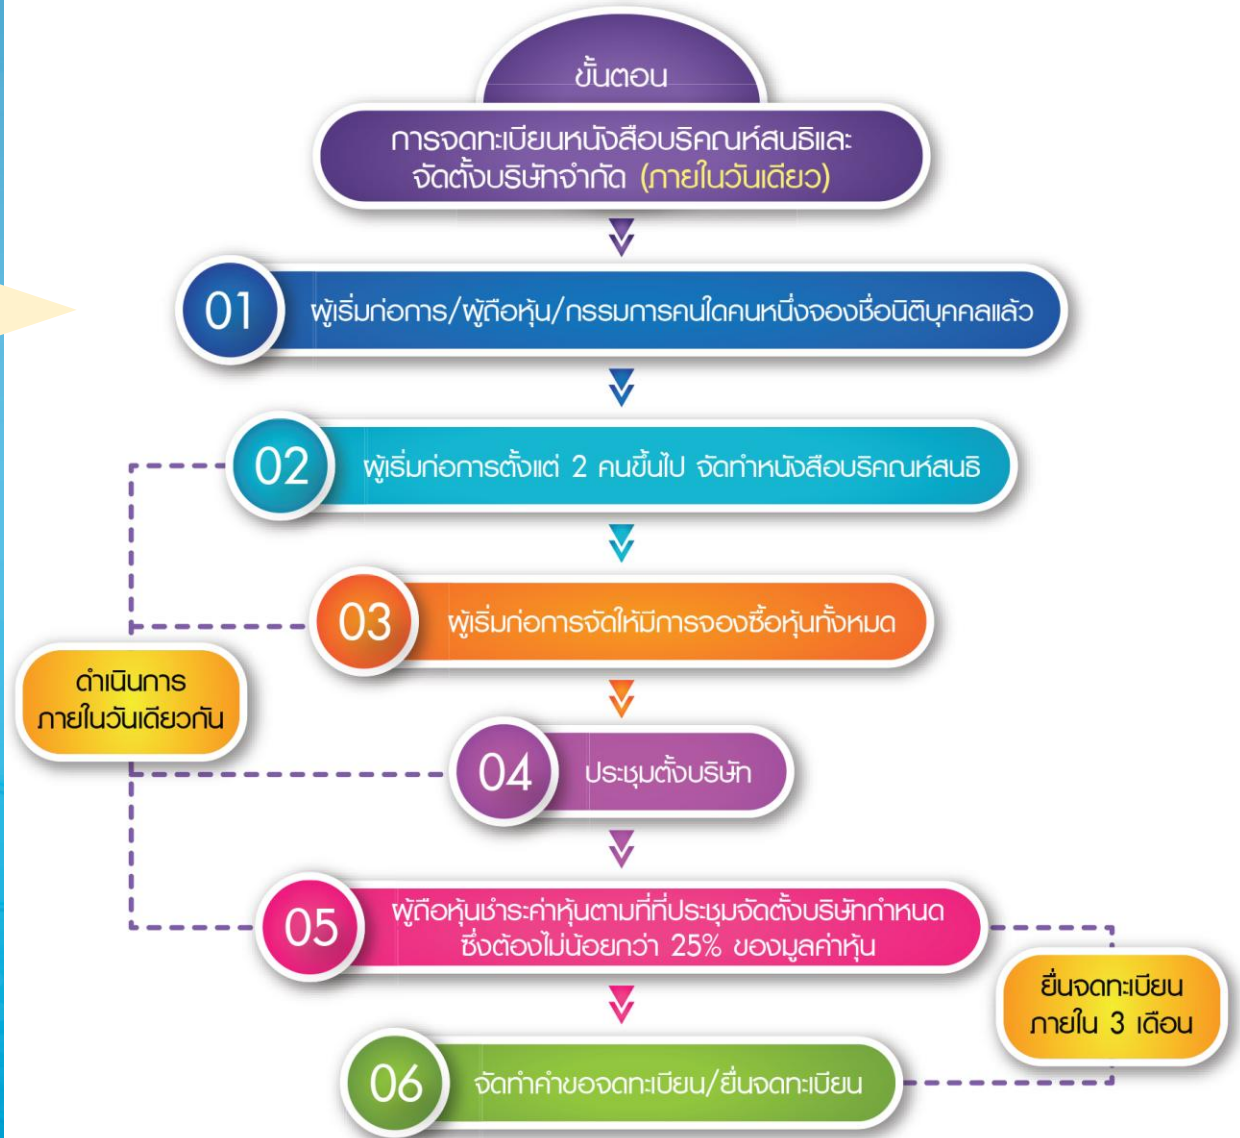 ขั้นตอน
การจดทะเบียนหนังสือบริคณห์สนธิและ
จัดตั้งบริษัทจำกัด (ภายในวันเดียว)
01
ผู้เริ่มก่อการ/ผู้ถือหุ้น/กรรมการคนใดคนหนึ่งจองชื่อนิติบุคคลแล้ว
02
ผู้เริ่มก่อการตั้งแต่ 2 คนขึ้นไป จัดทำหนังสือบริคณห์สนธิ
03
ผู้เริ่มก่อการจัดให้มีการจองซื้อหุ้นทั้งหมด
ดำเนินการ
ภายในวันเดียวกัน
04
ประชุมตั้งบริษัท
05
ผู้ถือหุ้นชำระค่าหุ้นตามที่ที่ประชุมจัดตั้งบริษัทกำหนด
ซึ่งต้องไม่น้อยกว่า 25% ของมูลค่าหุ้น
ยื่นจดทะเบียน
ภายใน 3 เดือน
06
จัดทำคำขอจดทะเบียน/ยื่นจดทะเบียน